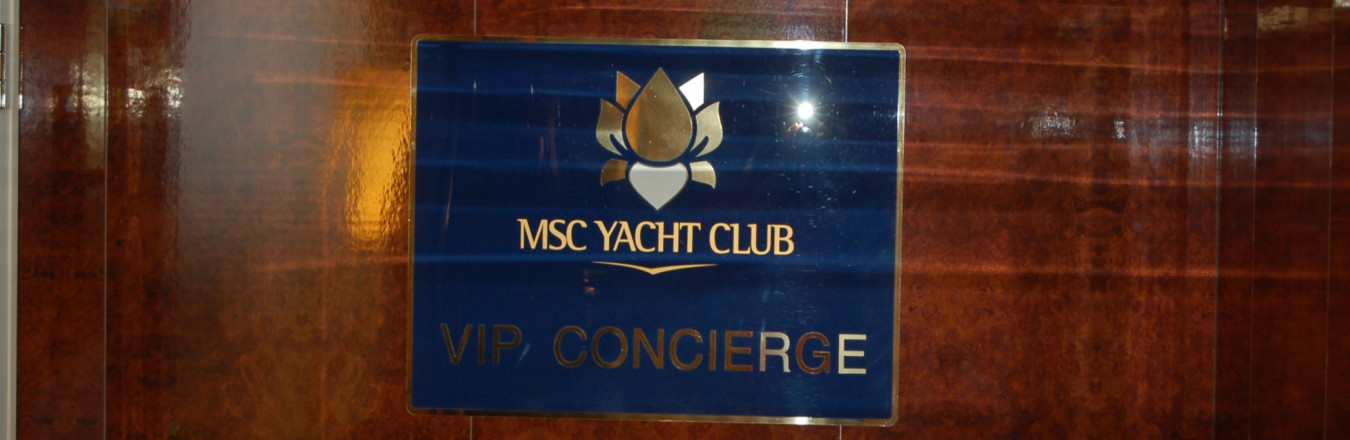 MSC YACHT CLUB
VIP CONCIERGE